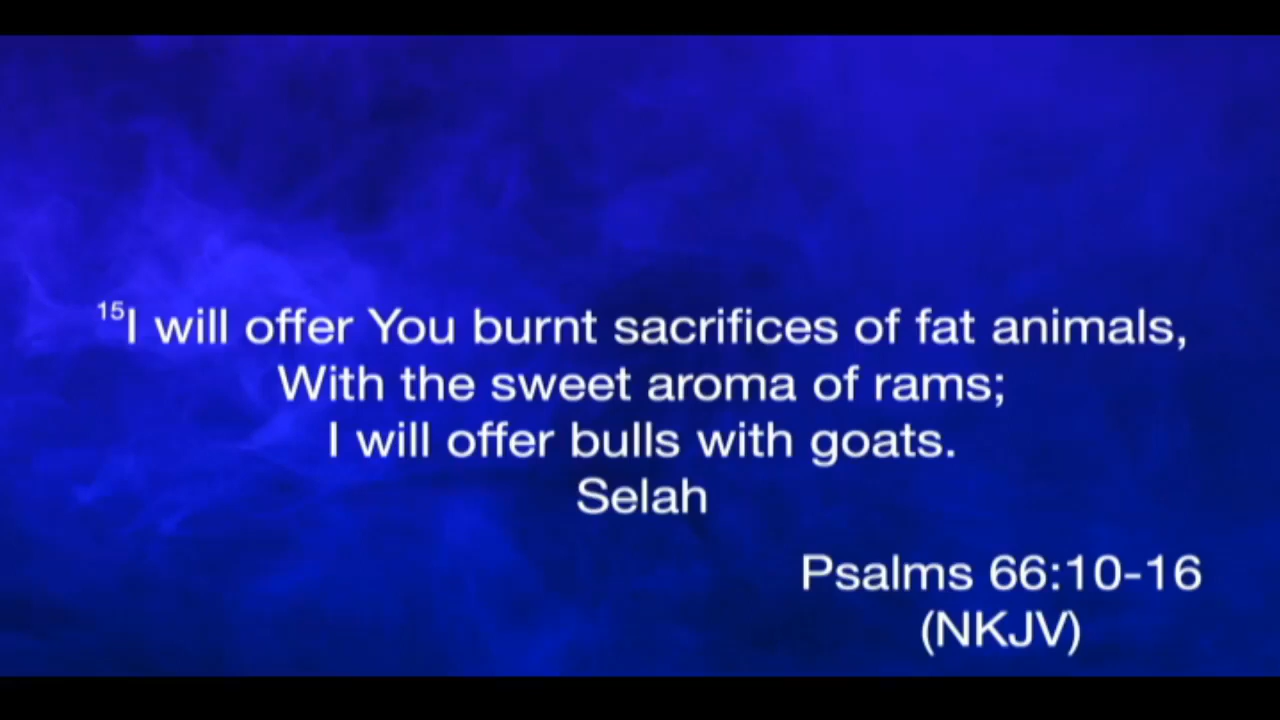 ¹⁵I will offer You burnt sacrifices of fat animals,
With the sweet aroma of rams;
I will offer bulls with goats.
Selah
Psalms 66:10-16
(NKJV)